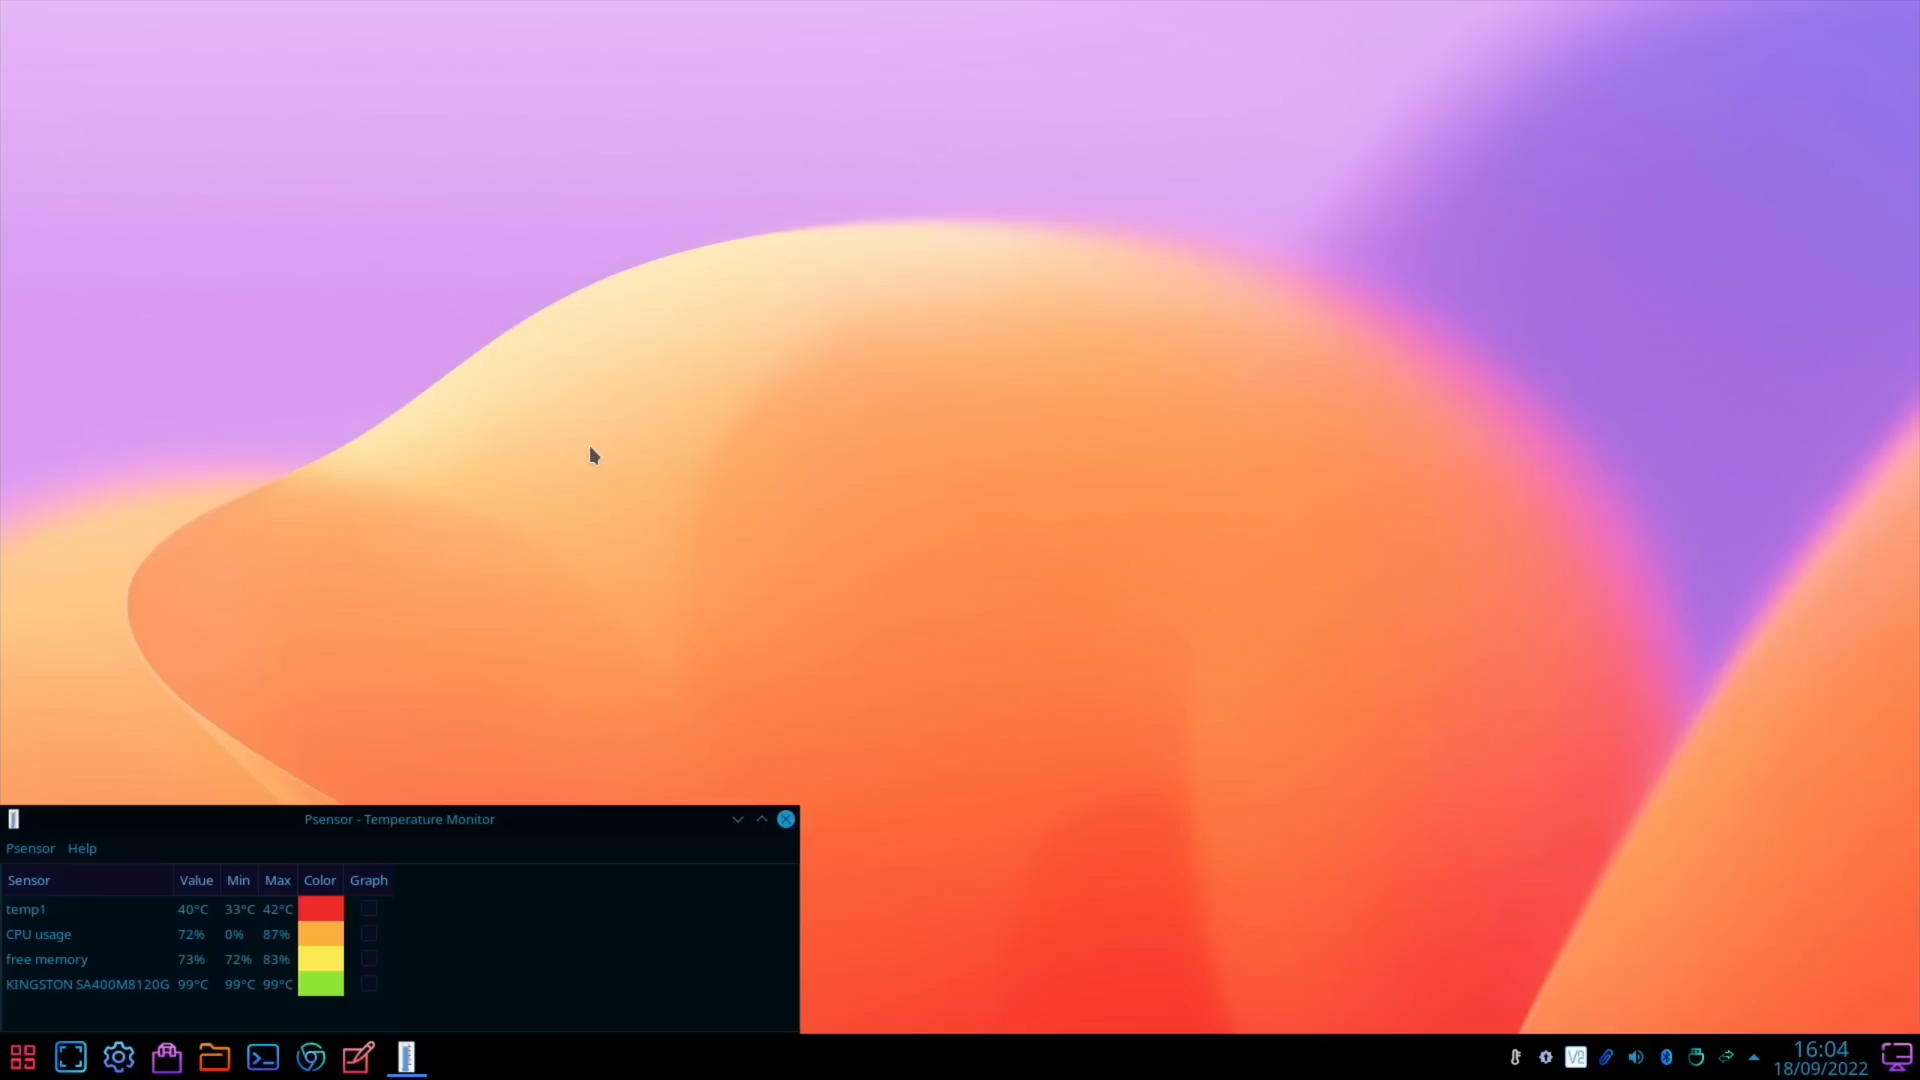 Psensor - Temperature Monitor
Psensor Help
Sensor Value Min Max Color Graph
temp1 40°C 33°C 42°C
CPU usage 72% 0% 87%
free memory 73% 72% 83%
KINGSTON SA400M8120G 99°C 99°C 99°C
16:04
18/09/2022